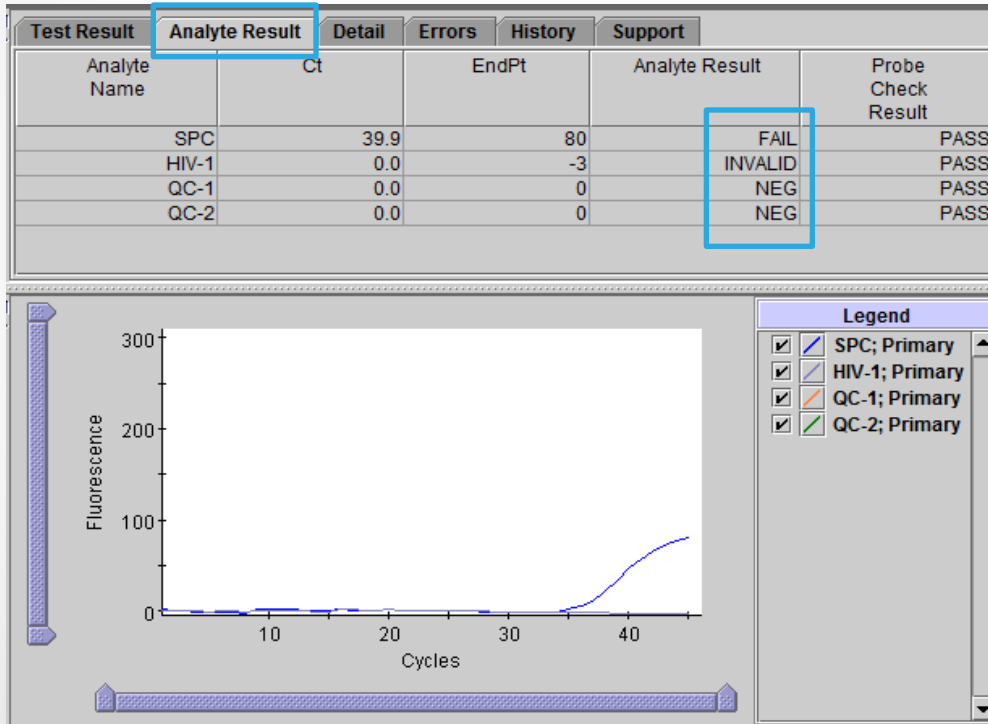 Test Result Analyte Result Detail Errors History Support
Analyte Name Ct EndPt Analyte Result Probe Check Result
SPC 39.9 80 FAIL PASS
HIV-1 0.0 -3 INVALID PASS
QC-1 0.0 0 NEG PASS
QC-2 0.0 0 NEG PASS
Legend
SPC; Primary
HIV-1; Primary
QC-1; Primary
QC-2; Primary
Fluorescence
300
200
100
0
10 20 30 40
Cycles